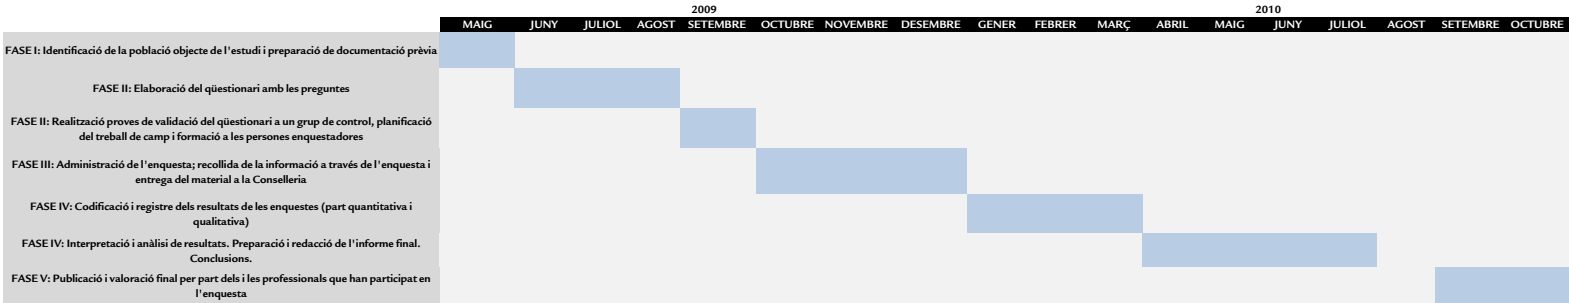 2009 2010
MAIG JUNY JULIOL AGOST SETEMBRE OCTUBRE NOVEMBRE DESEMBRE GENER FEBRER MARÇ ABRIL MAIG JUNY JULIOL AGOST SETEMBRE OCTUBRE
FASE I: Identificació de la població objecte de l'estudi i preparació de documentació prèvia
FASE II: Elaboració del qüestionari amb les preguntes
FASE II: Realització proves de validació del qüestionari a un grup de control, planificació
del treball de camp i formació a les persones enquestadores
FASE III: Administració de l'enquesta; recollida de la informació a través de l'enquesta i
entrega del material a la Conselleria
FASE IV: Codificació i registre dels resultats de les enquestes (part quantitativa i
qualitativa)
FASE IV: Interpretació i anàlisi de resultats. Preparació i redacció de l'informe final.
Conclusions.
FASE V: Publicació i valoració final per part dels i les professionals que han participat en
l'enquesta